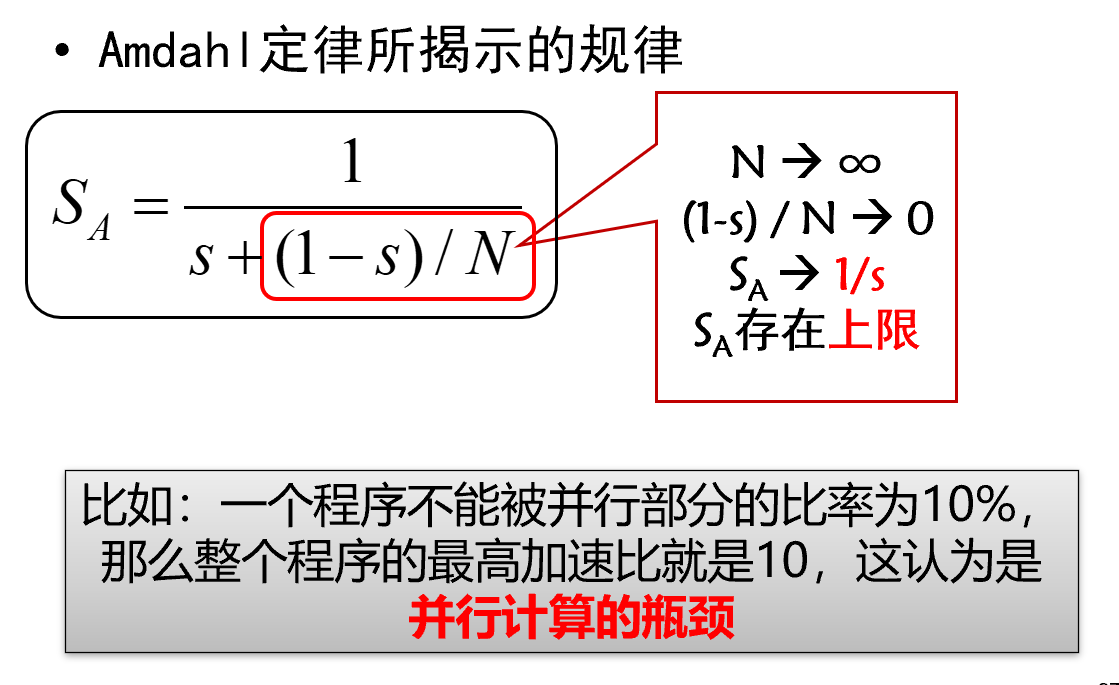 • Amdahl定律所揭示的规律
S_A = 1 / (s + (1 − s) / N)
N → ∞
(1-s) / N → 0
S_A → 1/s
S_A存在上限
比如：一个程序不能被并行部分的比率为10%，
那么整个程序的最高加速比就是10，这认为是
并行计算的瓶颈